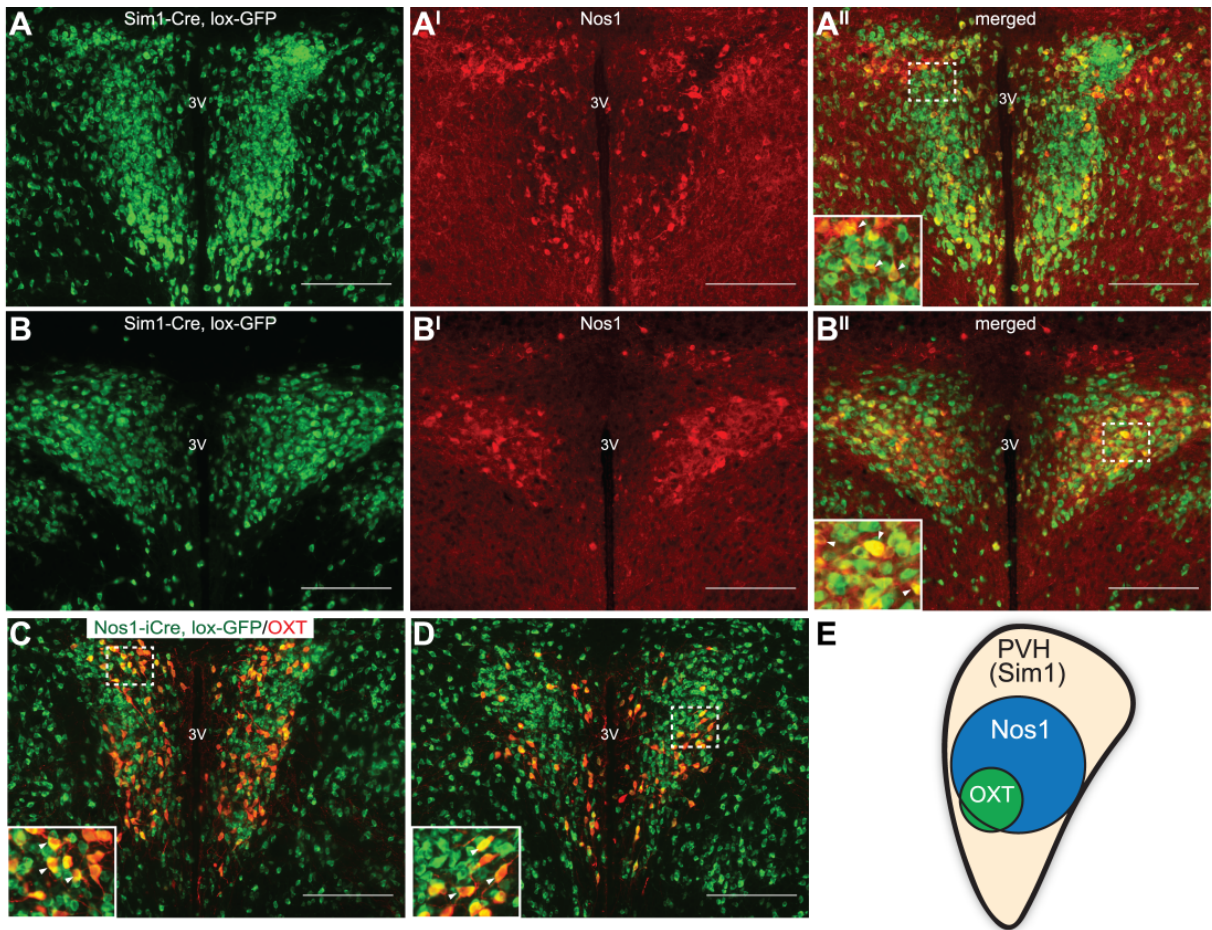 A Sim1-Cre, lox-GFP
3V
Aᴵ Nos1
3V
Aᴵᴵ merged
3V
B Sim1-Cre, lox-GFP
3V
Bᴵ Nos1
3V
Bᴵᴵ merged
3V
C Nos1-iCre, lox-GFP/OXT
3V
D
3V
E
PVH
(Sim1)
Nos1
OXT